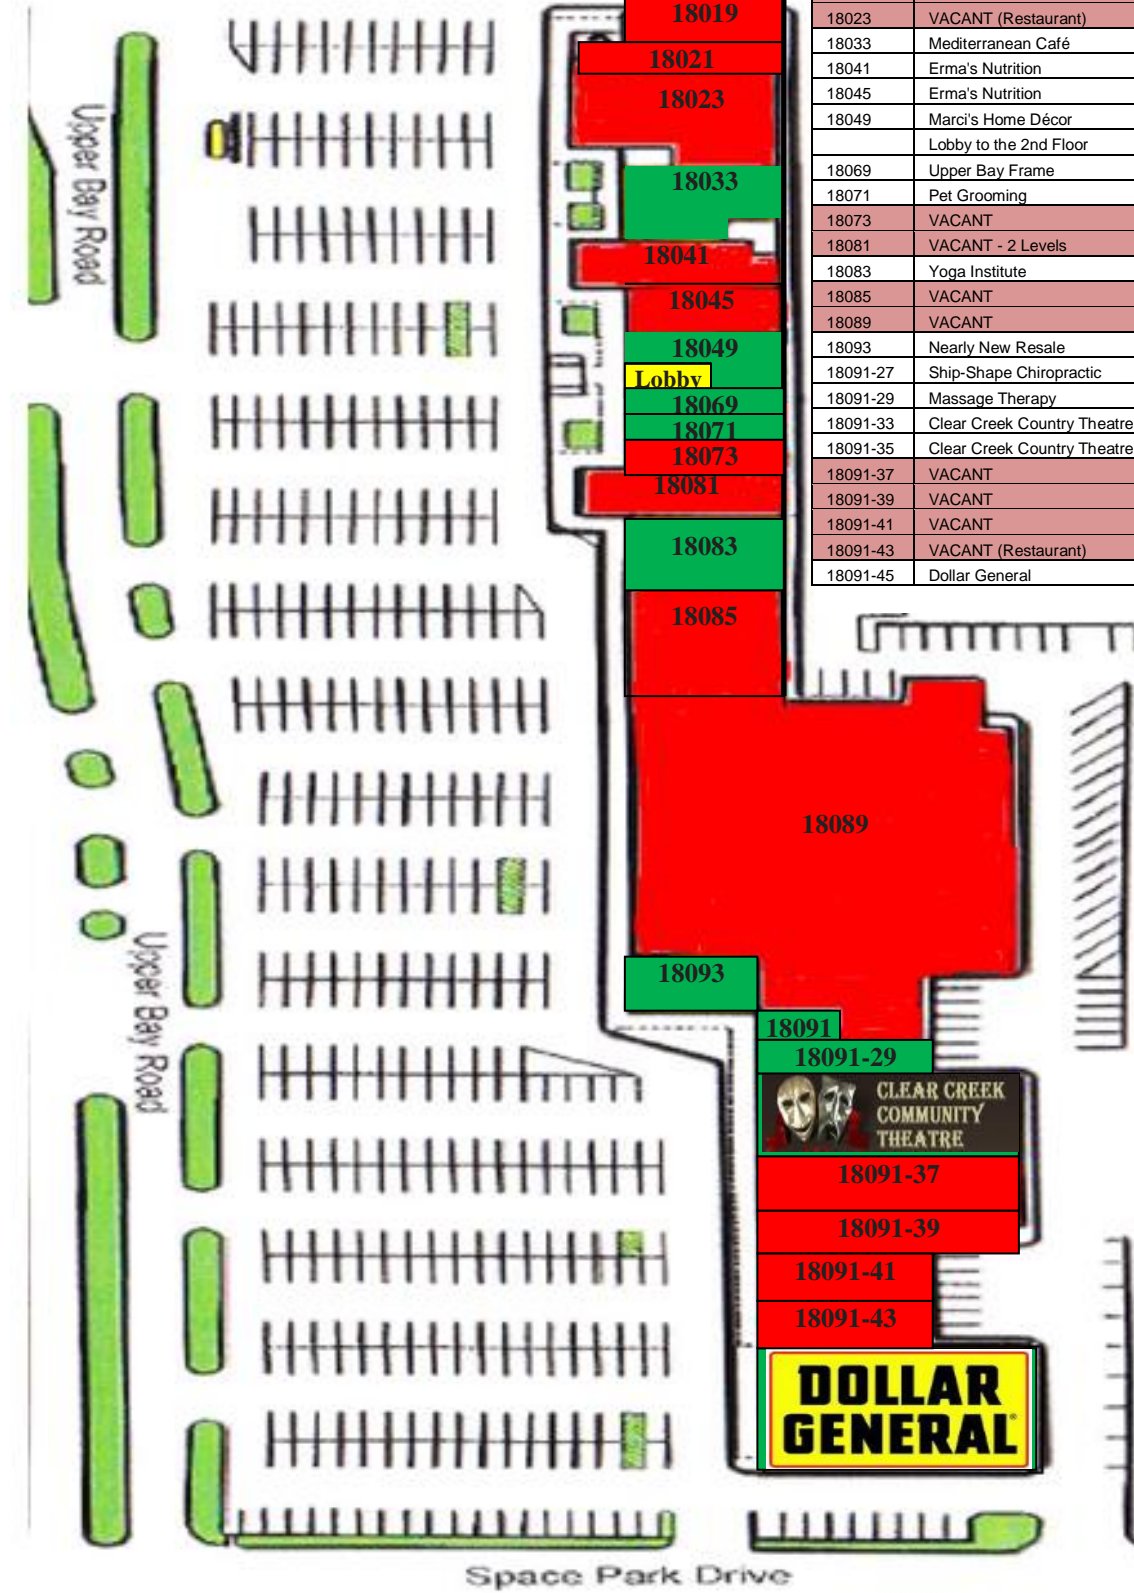 18019
18021
18023
18033
18041
18045
18049
Lobby
18069
18071
18073
18081
18083
18085
18089
18093
18091
18091-29
CLEAR CREEK
COMMUNITY
THEATRE
18091-37
18091-39
18091-41
18091-43
DOLLAR
GENERAL
Upper Bay Road
Upper Bay Road
Space Park Drive
18023 VACANT (Restaurant)
18033 Mediterranean Café
18041 Erma's Nutrition
18045 Erma's Nutrition
18049 Marci's Home Décor
Lobby to the 2nd Floor
18069 Upper Bay Frame
18071 Pet Grooming
18073 VACANT
18081 VACANT - 2 Levels
18083 Yoga Institute
18085 VACANT
18089 VACANT
18093 Nearly New Resale
18091-27 Ship-Shape Chiropractic
18091-29 Massage Therapy
18091-33 Clear Creek Country Theatre
18091-35 Clear Creek Country Theatre
18091-37 VACANT
18091-39 VACANT
18091-41 VACANT
18091-43 VACANT (Restaurant)
18091-45 Dollar General